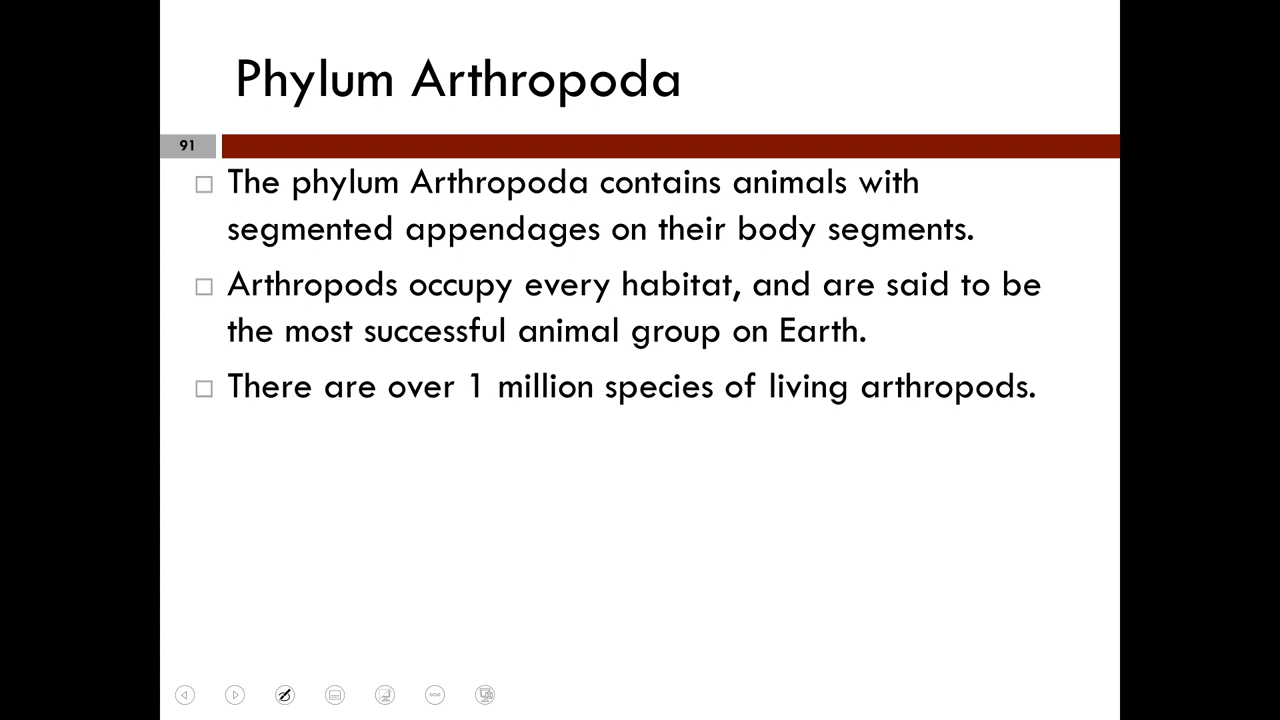 Phylum Arthropoda
91
The phylum Arthropoda contains animals with
segmented appendages on their body segments.
Arthropods occupy every habitat, and are said to be
the most successful animal group on Earth.
There are over 1 million species of living arthropods.